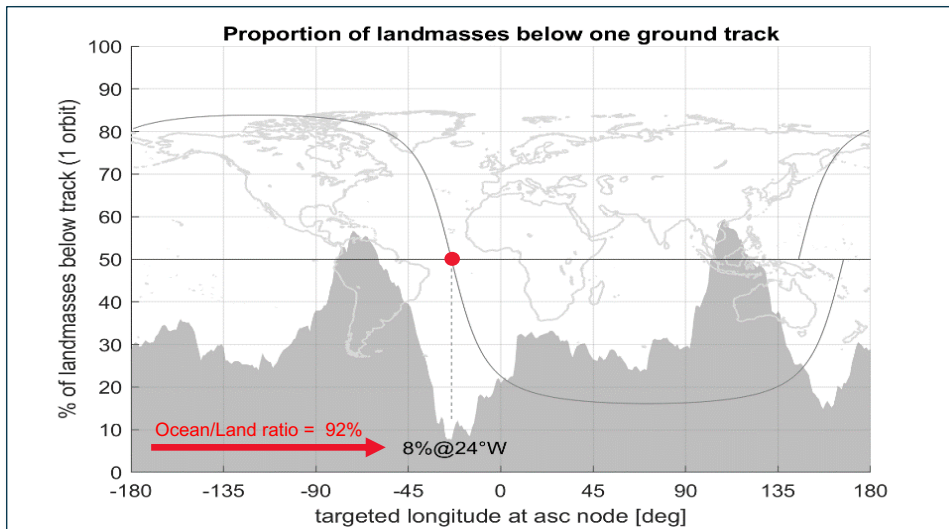 Proportion of landmasses below one ground track
% of landmasses below track (1 orbit)
100
90
80
70
60
50
40
30
20
10
0
Ocean/Land ratio = 92%
8%@24°W
-180 -135 -90 -45 0 45 90 135 180
targeted longitude at asc node [deg]